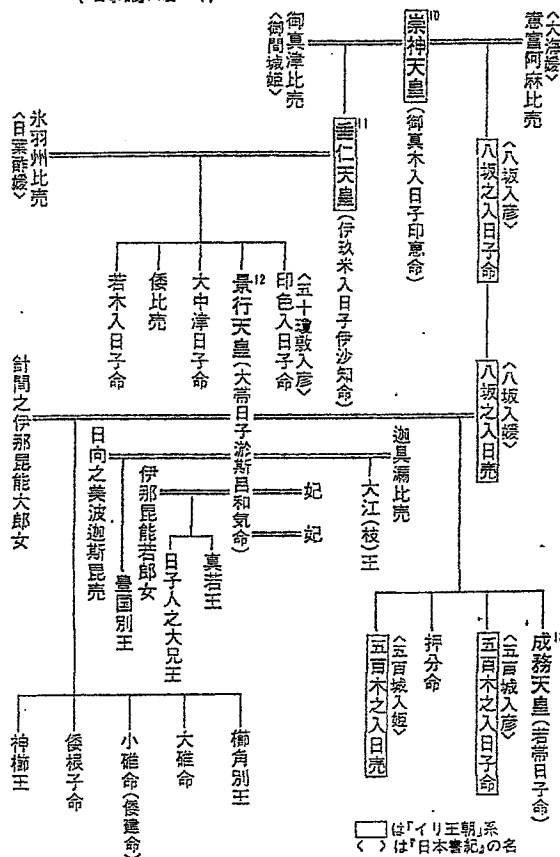 意富阿麻比売
〈大海媛〉
崇神天皇
10
(御真木入日子印恵命)
御真津比売
〈御間城姫〉
八坂之入日子命
〈八坂入彦〉
垂仁天皇
11
(伊玖米入日子伊沙知命)
氷羽州比売
〈日葉酢媛〉
印色入日子命
〈五十瓊敷入彦〉
景行天皇
12
(大帯日子淤斯呂和気命)
大中津日子命
倭比売
若木入日子命
八坂之入日売
〈八坂入媛〉
針間之伊那毘能大郎女
迦具漏比売
大江(枝)王
日向之美波迦斯毘売
豊国別王
妃
伊那毘能若郎女
妃
真若王
日子人之大兄王
成務天皇
(若帯日子命)
五百木之入日子命
〈五百城入彦〉
押分命
五百木之入日売
〈五百城入姫〉
櫛角別王
大碓命
小碓命(倭建命)
倭根子命
神櫛王
□は『イリ王朝』系
〈 〉は『日本書紀』の名